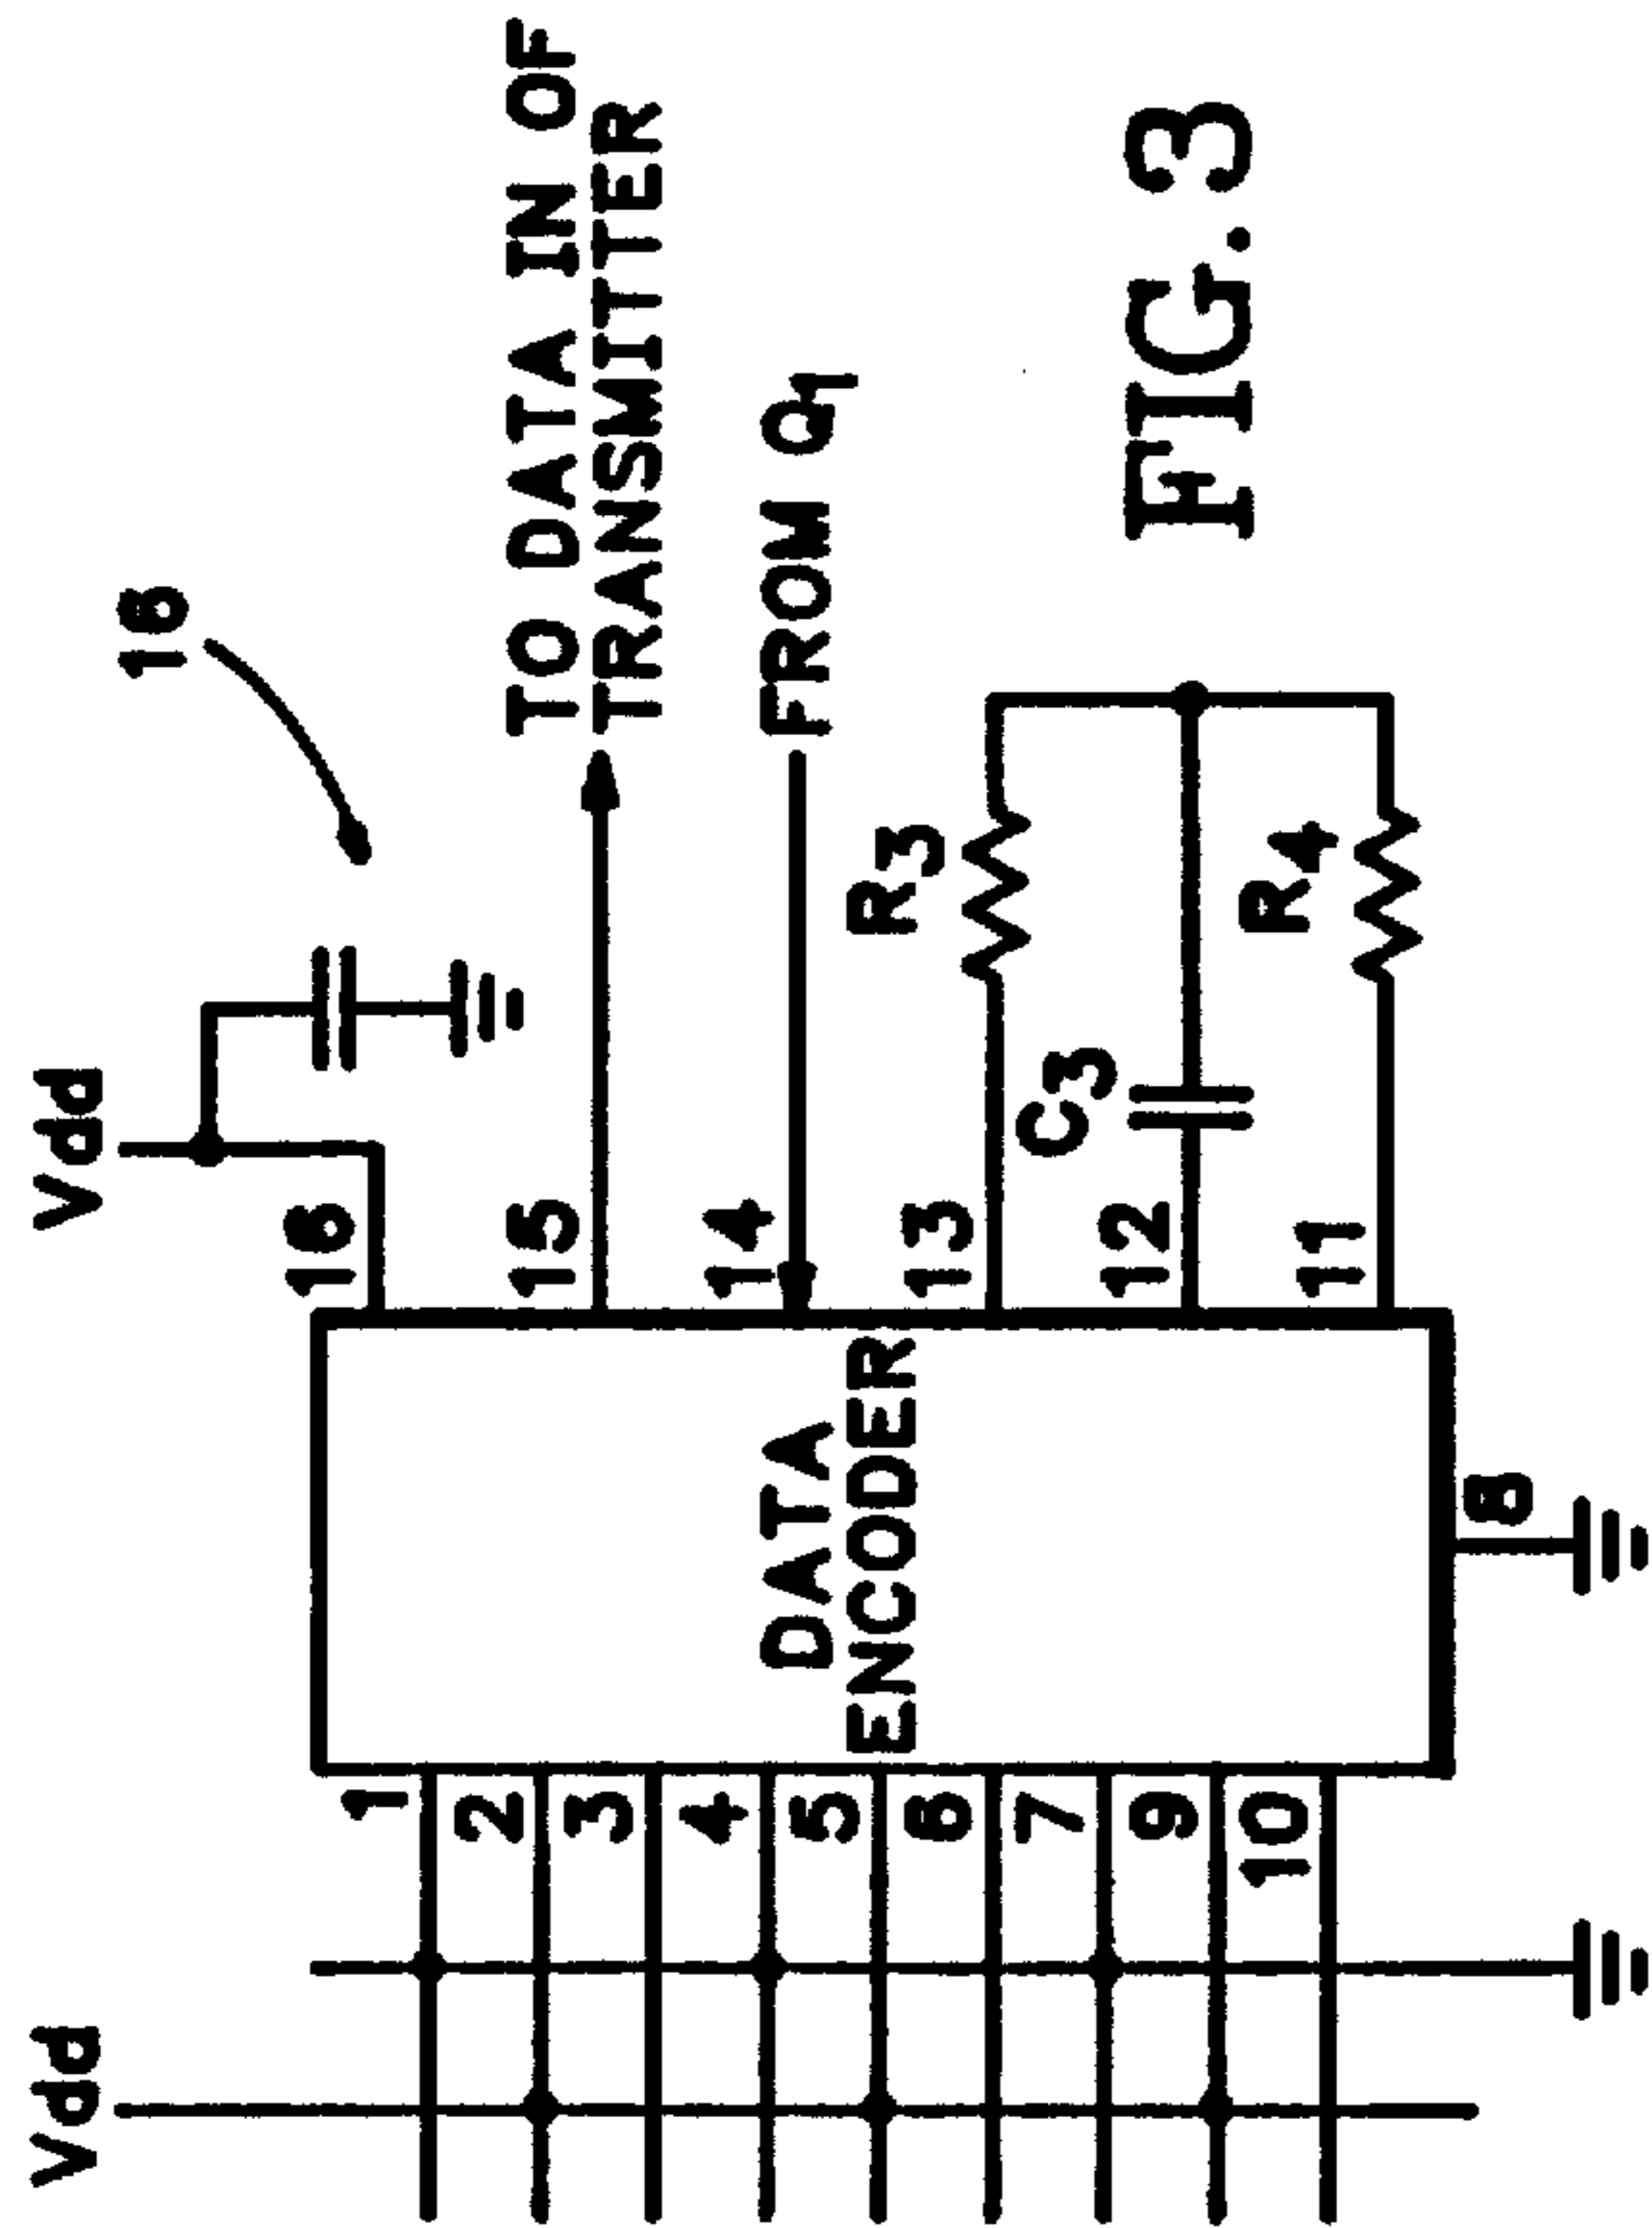 Vdd
Vdd
18
16
1
2
15
TO DATA IN OF
TRANSMITTER
3
4
14
FROM Q1
DATA
ENCODER
5
R3
6
13
7
C3
12
9
10
R4
11
8
FIG. 3